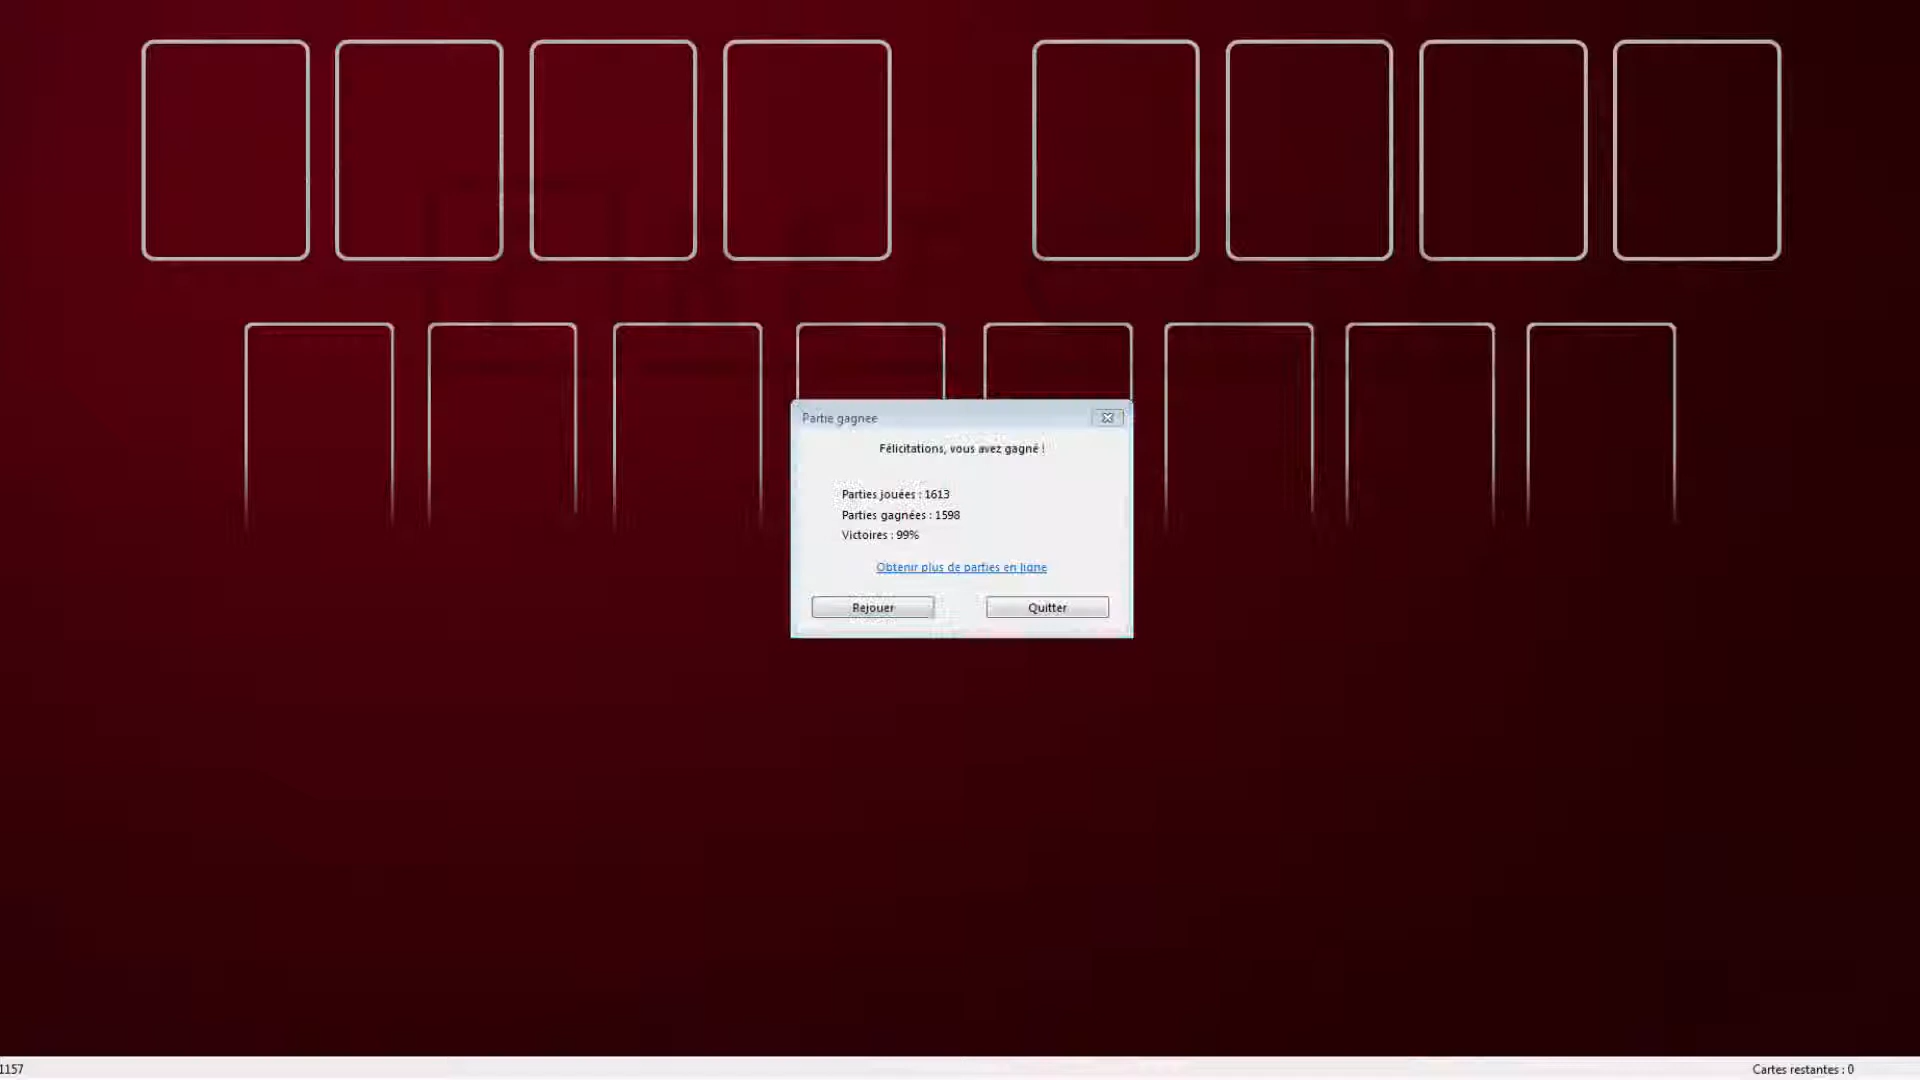 Partie gagnee
Félicitations, vous avez gagné !
Parties jouées : 1613
Parties gagnées : 1598
Victoires : 99%
Obtenir plus de parties en ligne
Rejouer
Quitter
1157
Cartes restantes : 0